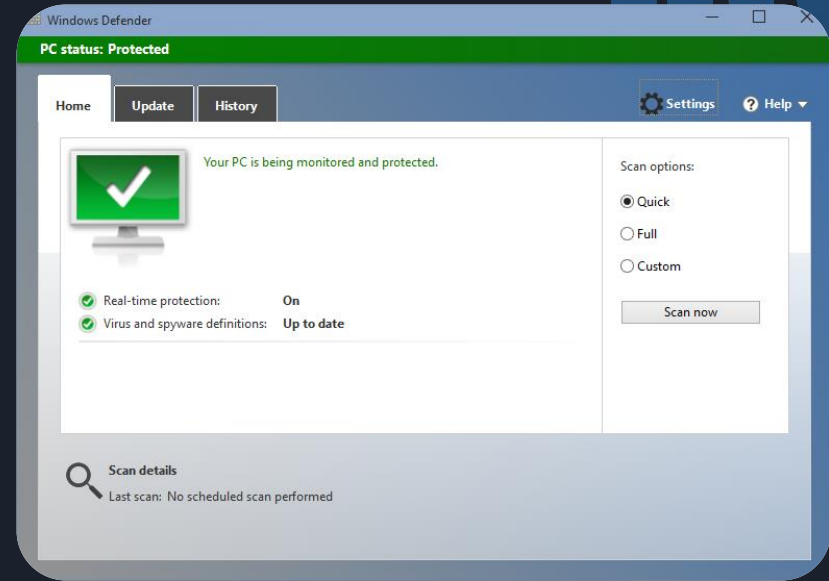 Windows Defender
PC status: Protected
Home Update History Settings Help
Your PC is being monitored and protected.
Scan options:
Quick
Full
Custom
Real-time protection: On
Virus and spyware definitions: Up to date
Scan now
Scan details
Last scan: No scheduled scan performed